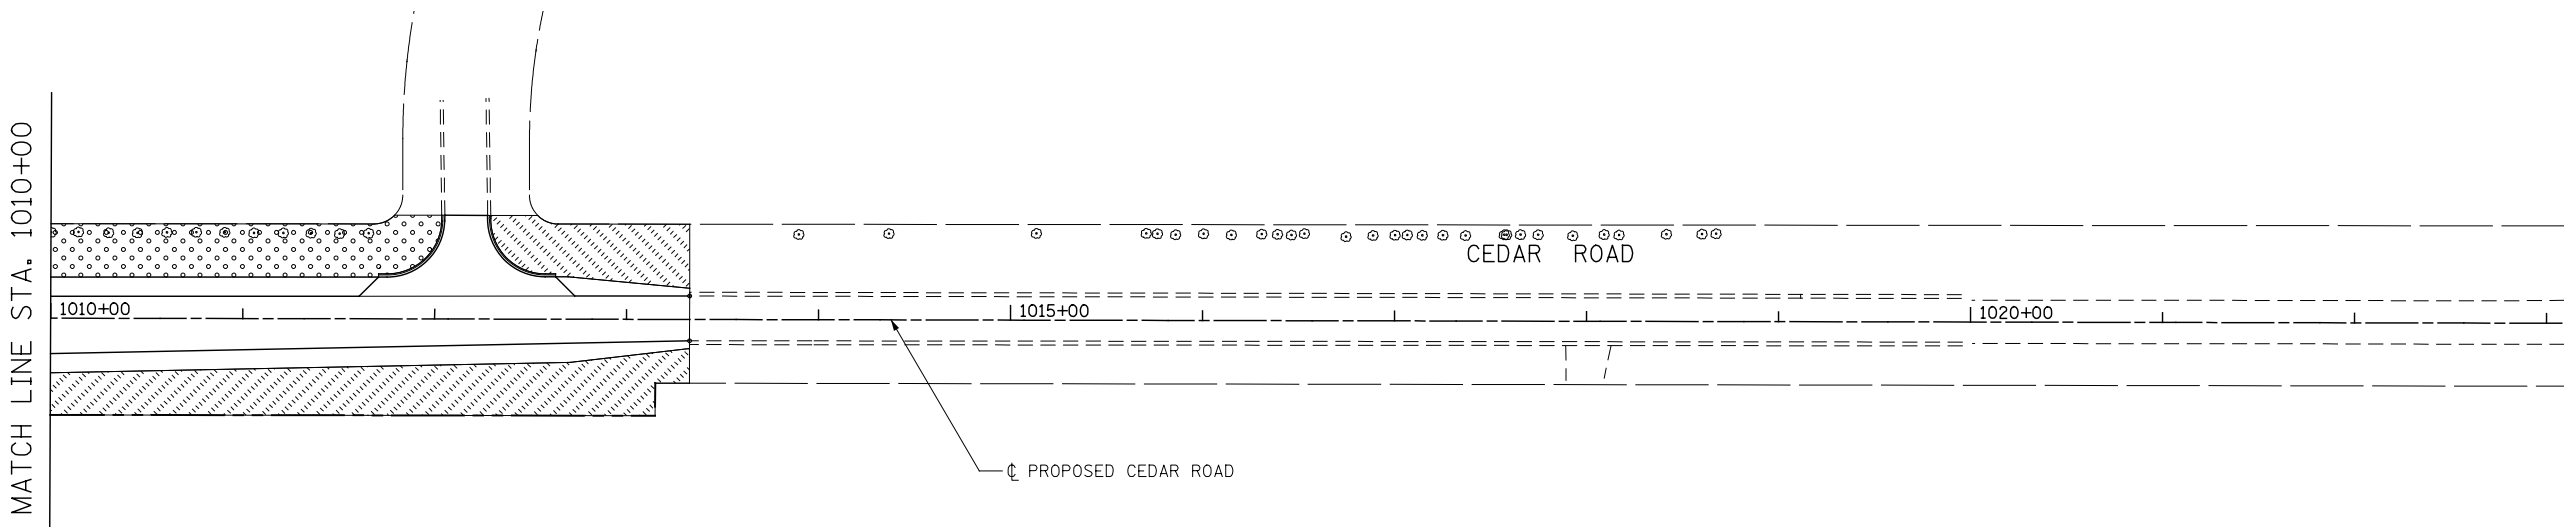 MATCH LINE STA. 1010+00
CEDAR ROAD
1010+00
1015+00
1020+00
℄ PROPOSED CEDAR ROAD